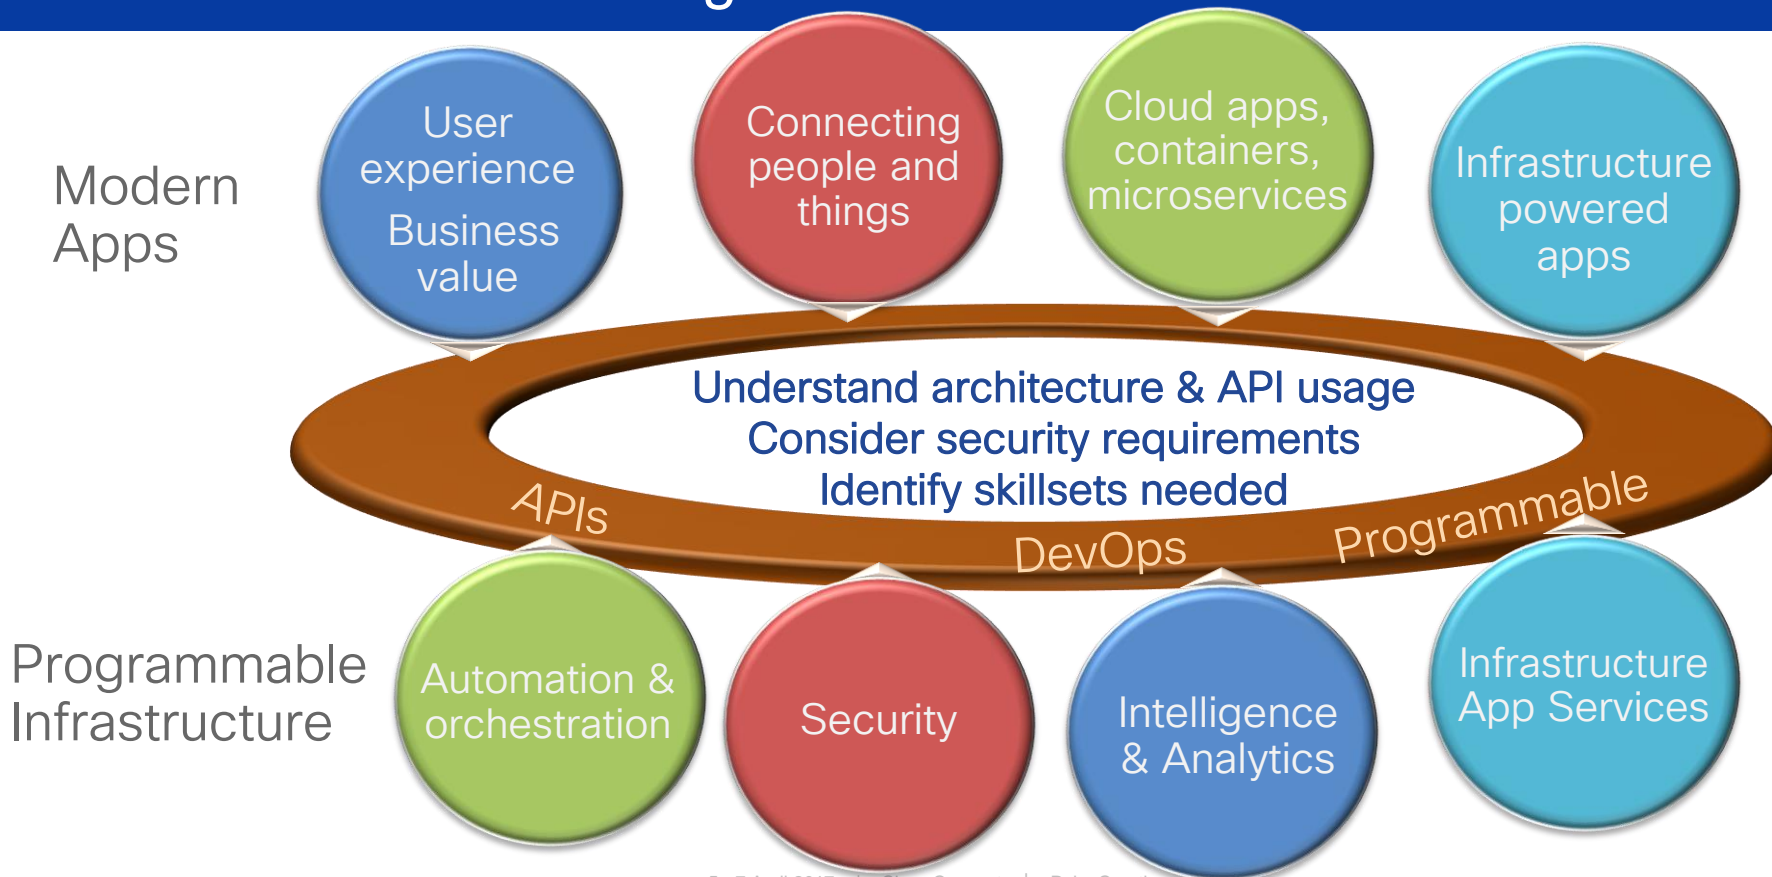 Modern
Apps
User
experience
Business
value
Connecting
people and
things
Cloud apps,
containers,
microservices
Infrastructure
powered
apps
Understand architecture & API usage
Consider security requirements
Identify skillsets needed
APIs
DevOps
Programmable
Programmable
Infrastructure
Automation &
orchestration
Security
Intelligence
& Analytics
Infrastructure
App Services